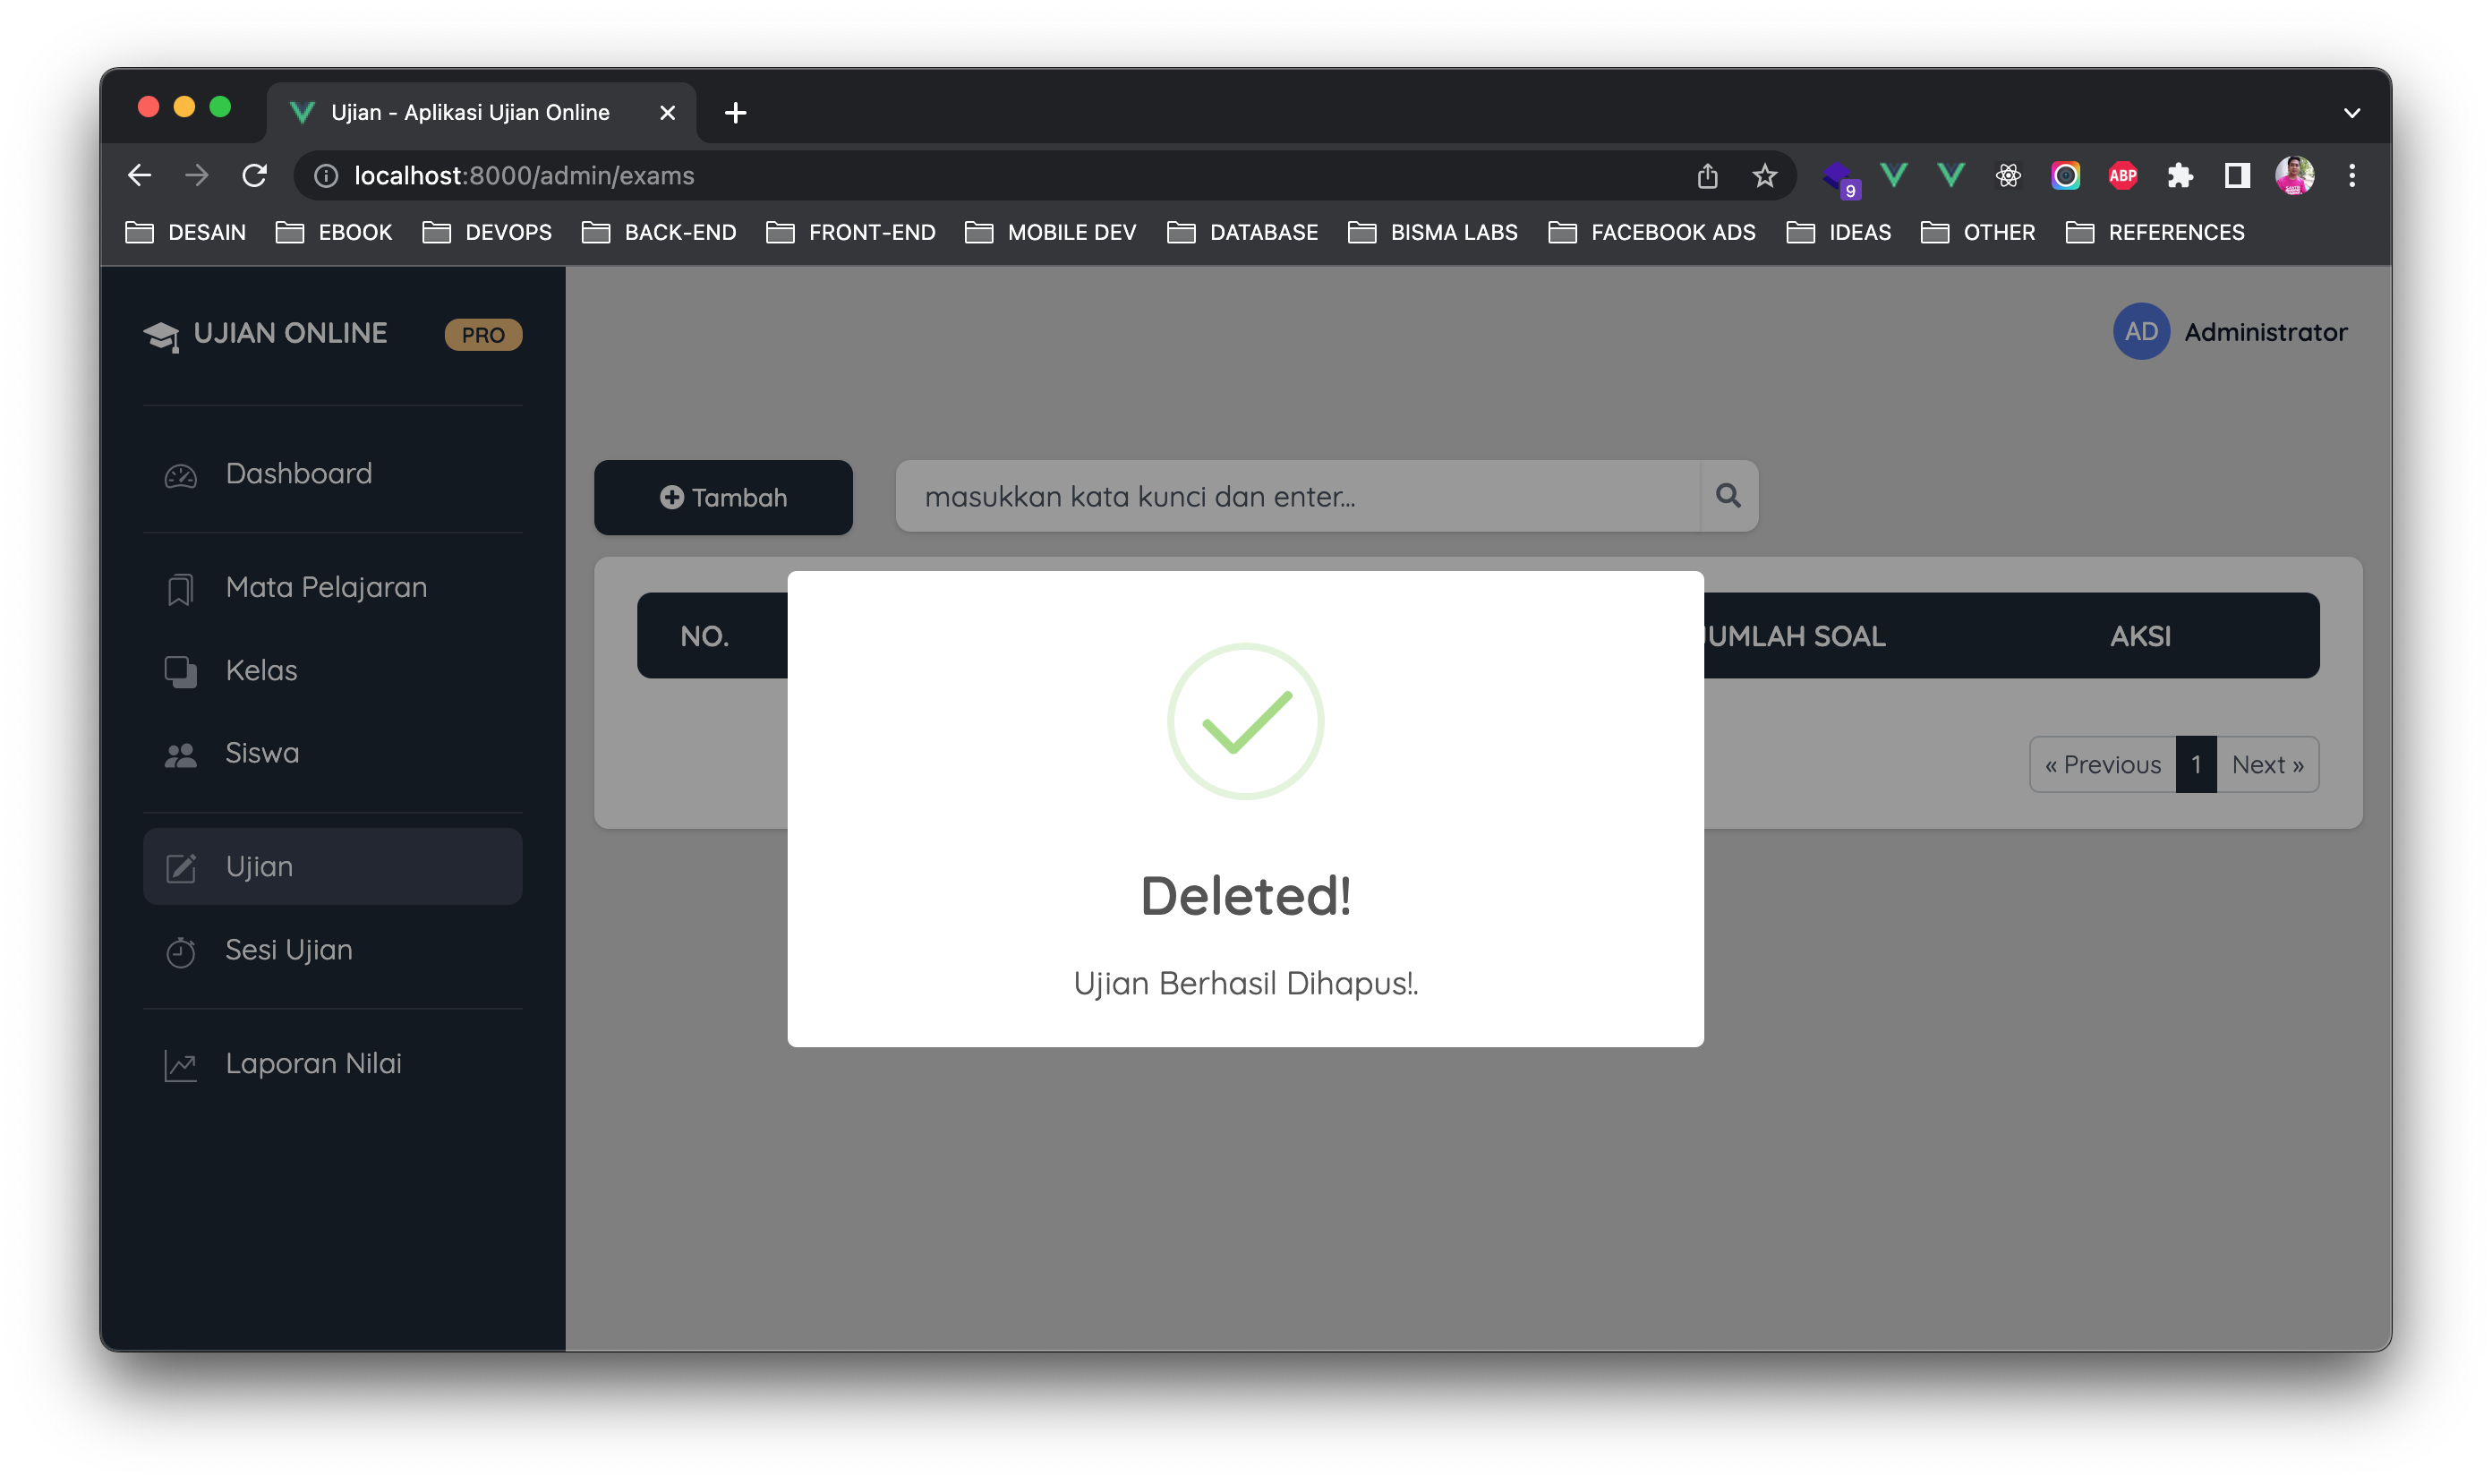 Ujian - Aplikasi Ujian Online
localhost:8000/admin/exams
9
ABP
DESAIN EBOOK DEVOPS BACK-END FRONT-END MOBILE DEV DATABASE BISMA LABS FACEBOOK ADS IDEAS OTHER REFERENCES
UJIAN ONLINE PRO
AD Administrator
Dashboard
Mata Pelajaran
Kelas
Siswa
Ujian
Sesi Ujian
Laporan Nilai
Tambah
masukkan kata kunci dan enter...
NO. JUMLAH SOAL AKSI
« Previous 1 Next »
Deleted!
Ujian Berhasil Dihapus!.